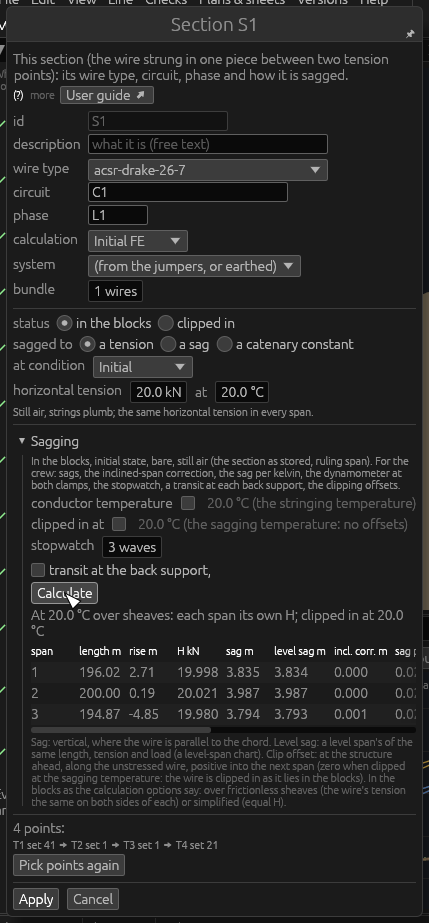 Section S1
This section (the wire strung in one piece between two tension
points): its wire type, circuit, phase and how it is sagged.
(?) more User guide ↗
id S1
description what it is (free text)
wire type acsr-drake-26-7
circuit C1
phase L1
calculation Initial FE
system (from the jumpers, or earthed)
bundle 1 wires
status in the blocks clipped in
sagged to a tension a sag a catenary constant
at condition Initial
horizontal tension 20.0 kN at 20.0 °C
Still air, strings plumb; the same horizontal tension in every span.
Sagging
In the blocks, initial state, bare, still air (the section as stored, ruling span). For the
crew: sags, the inclined-span correction, the sag per kelvin, the dynamometer at
both clamps, the stopwatch, a transit at each back support, the clipping offsets.
conductor temperature 20.0 °C (the stringing temperature)
clipped in at 20.0 °C (the sagging temperature: no offsets)
stopwatch 3 waves
transit at the back support,
Calculate
At 20.0 °C over sheaves: each span its own H; clipped in at 20.0
°C
span length m rise m H kN sag m level sag m incl. corr. m sag p
1 196.02 2.71 19.998 3.835 3.834 0.000 0.02
2 200.00 0.19 20.021 3.987 3.987 0.000 0.02
3 194.87 -4.85 19.980 3.794 3.793 0.001 0.02
Sag: vertical, where the wire is parallel to the chord. Level sag: a level span's of the
same length, tension and load (a level-span chart). Clip offset: at the structure
ahead, along the unstressed wire, positive into the next span (zero when clipped
at the sagging temperature: the wire is clipped in as it lies in the blocks). In the
blocks as the calculation options say: over frictionless sheaves (the wire's tension
the same on both sides of each) or simplified (equal H).
4 points:
T1 set 41 → T2 set 1 → T3 set 1 → T4 set 21
Pick points again
Apply Cancel